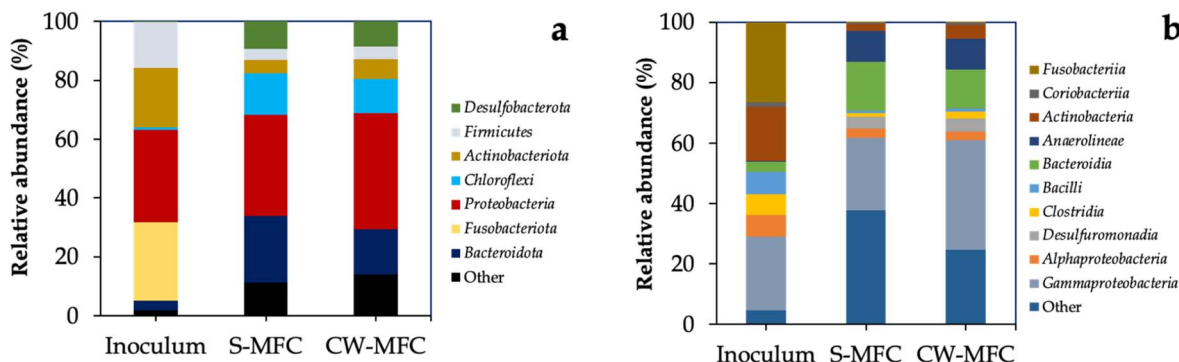 a
Relative abundance (%)
100
80
60
40
20
0
Inoculum S-MFC CW-MFC
Desulfobacterota
Firmicutes
Actinobacteriota
Chloroflexi
Proteobacteria
Fusobacteriota
Bacteroidota
Other
b
Relative abundance (%)
100
80
60
40
20
0
Inoculum S-MFC CW-MFC
Fusobacteriia
Coriobacteriia
Actinobacteria
Anaerolineae
Bacteroidia
Bacilli
Clostridia
Desulfuromonadia
Alphaproteobacteria
Gammaproteobacteria
Other